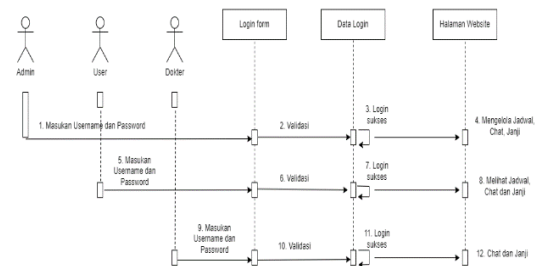 Login form
Data Login
Halaman Website
Admin
User
Dokter
1. Masukan Username dan Password
2. Validasi
3. Login
sukses
4. Mengelola Jadwal,
Chat, Janji
5. Masukan
Username dan
Password
6. Validasi
7. Login
sukses
8. Melihat Jadwal,
Chat dan Janji
9. Masukan
Username dan
Password
10. Validasi
11. Login
sukses
12. Chat dan Janji